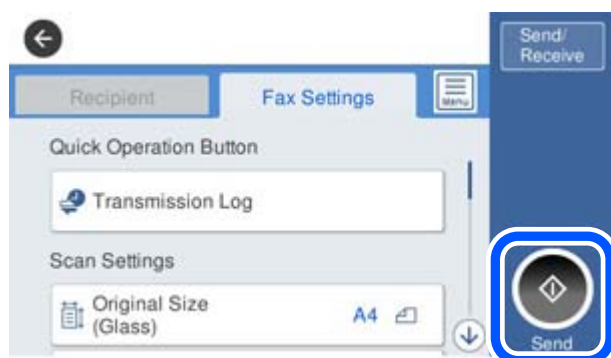 Send/
Receive
Recipient
Fax Settings
Menu
Quick Operation Button
Transmission Log
Scan Settings
Original Size
(Glass)
A4
Send